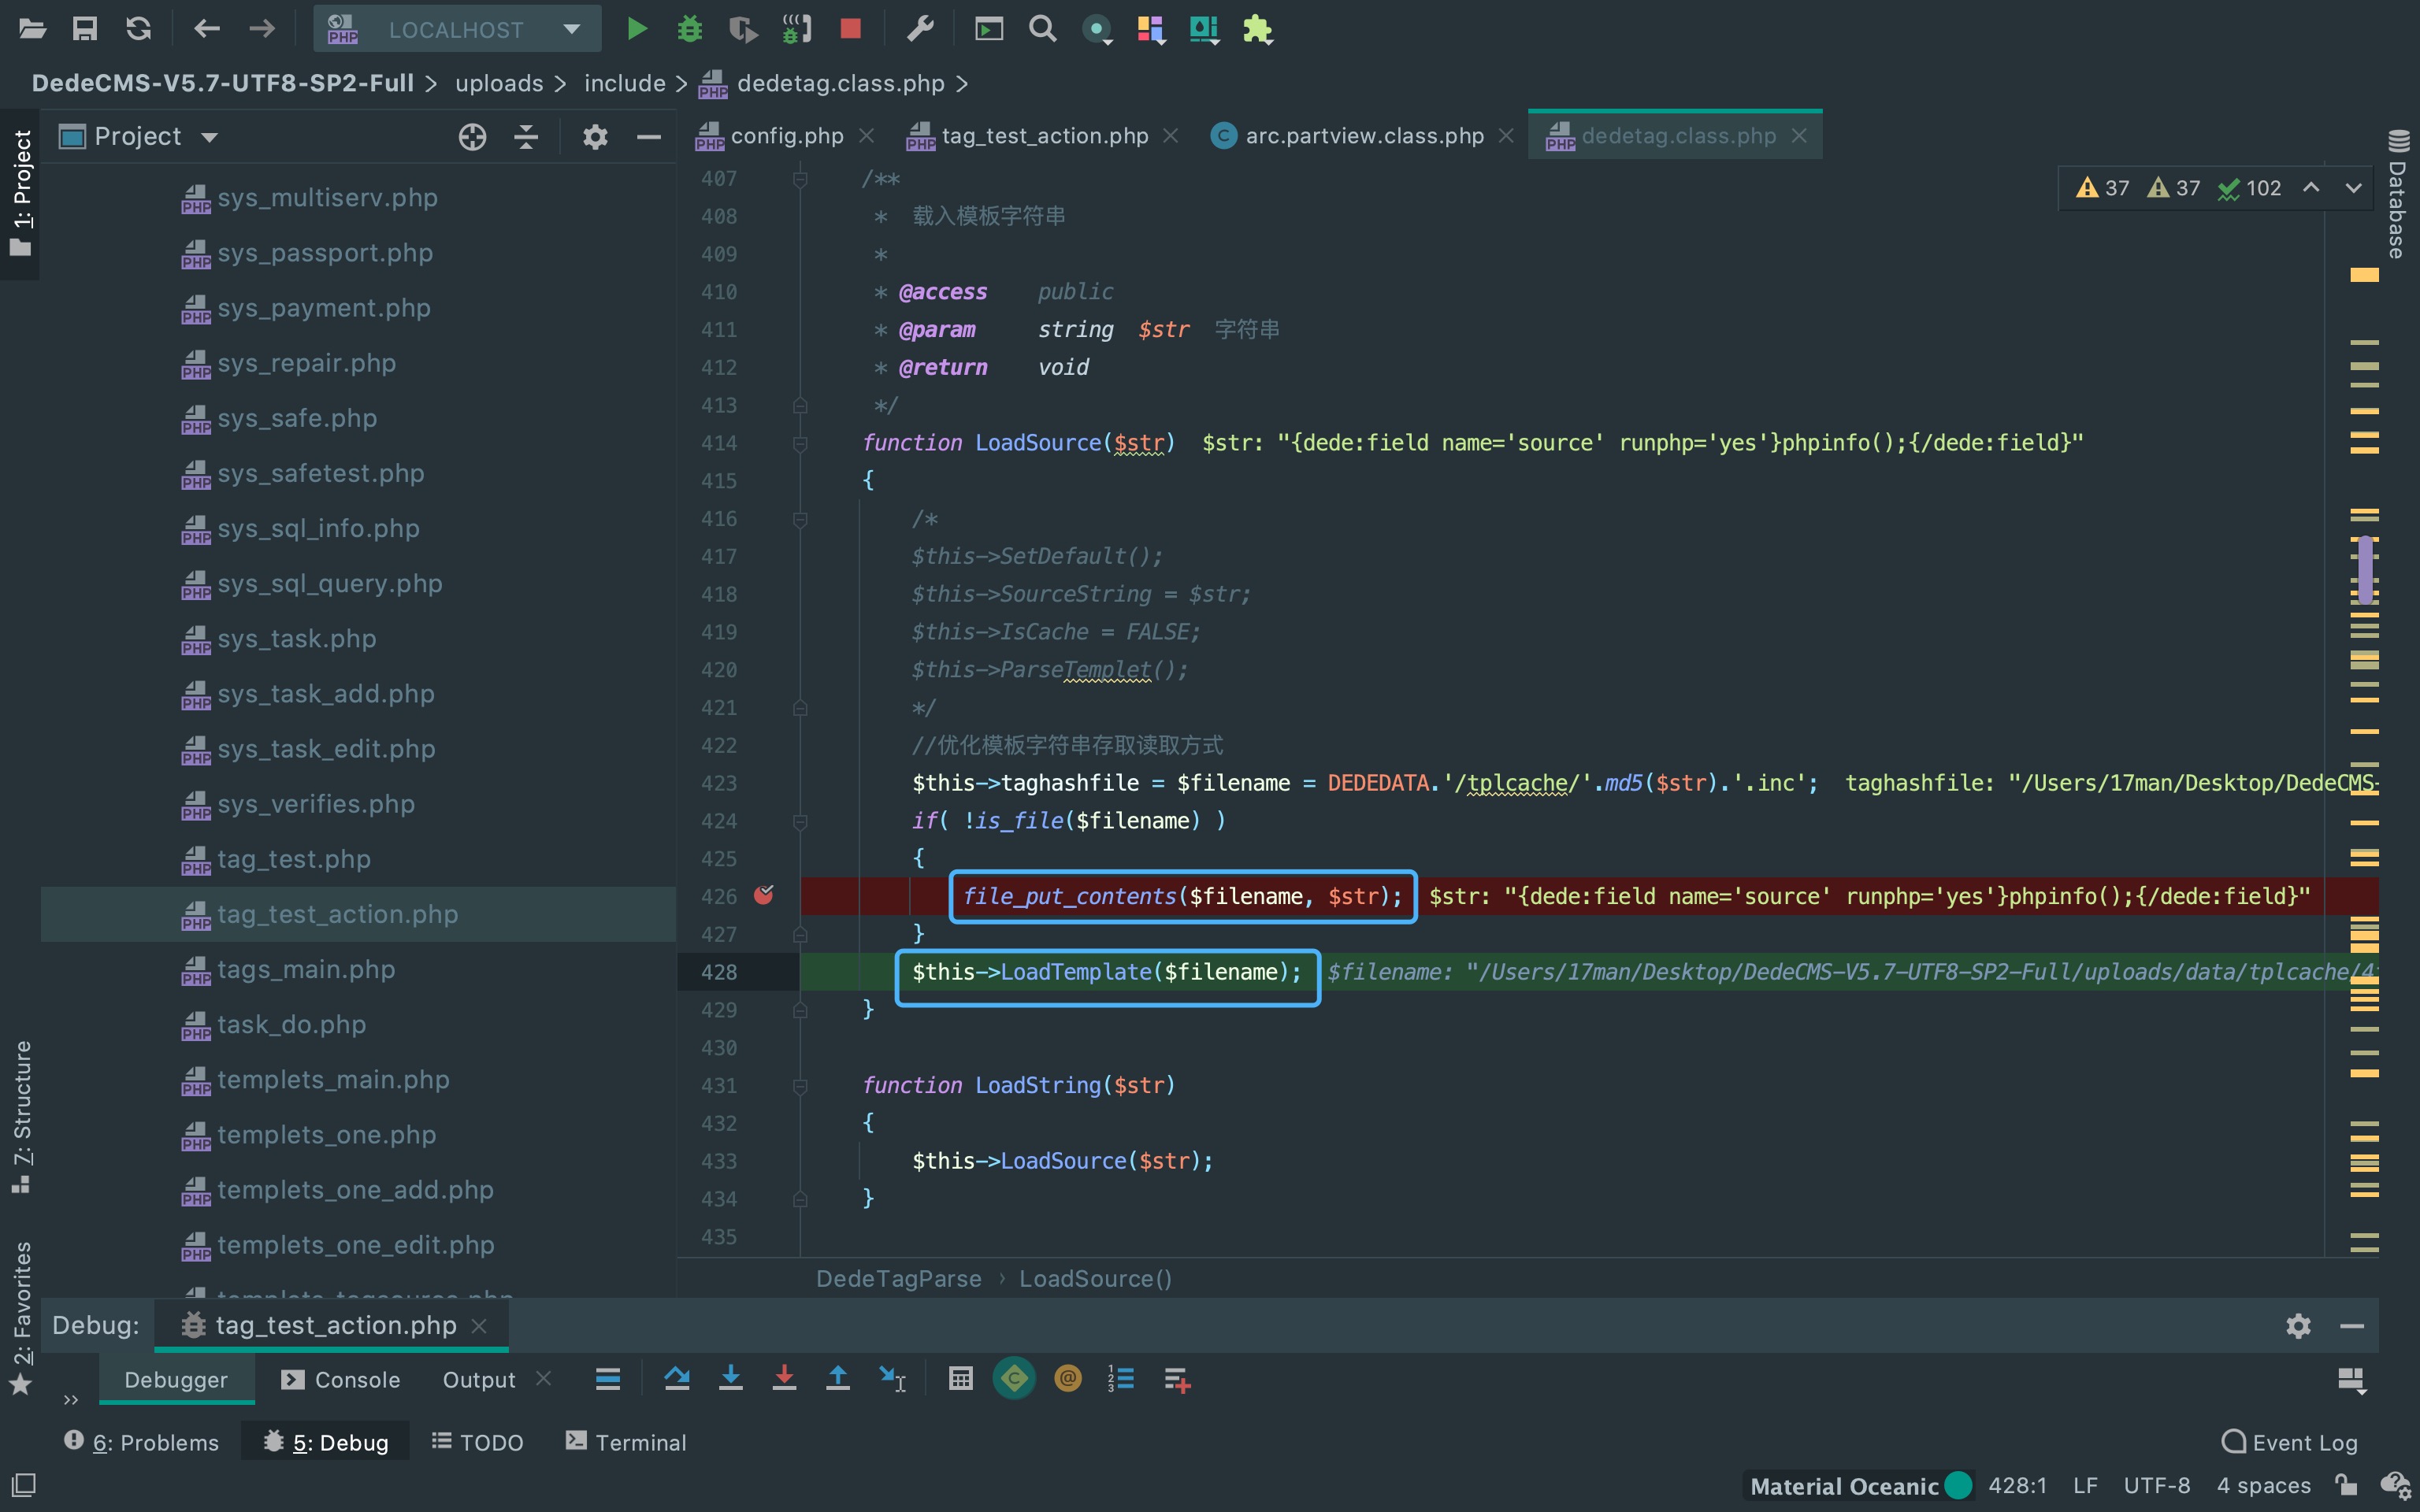 LOCALHOST
DedeCMS-V5.7-UTF8-SP2-Full > uploads > include > dedetag.class.php >
1: Project
Project
config.php
tag_test_action.php
arc.partview.class.php
dedetag.class.php
Database
37 37 102
sys_multiserv.php
sys_passport.php
sys_payment.php
sys_repair.php
sys_safe.php
sys_safetest.php
sys_sql_info.php
sys_sql_query.php
sys_task.php
sys_task_add.php
sys_task_edit.php
sys_verifies.php
tag_test.php
tag_test_action.php
tags_main.php
task_do.php
templets_main.php
templets_one.php
templets_one_add.php
templets_one_edit.php
templets_tagsource.php
407 /**
408 * 载入模板字符串
409 *
410 * @access public
411 * @param string $str 字符串
412 * @return void
413 */
414 function LoadSource($str) $str: "{dede:field name='source' runphp='yes'}phpinfo();{/dede:field}"
415 {
416 /*
417 $this->SetDefault();
418 $this->SourceString = $str;
419 $this->IsCache = FALSE;
420 $this->ParseTemplet();
421 */
422 //优化模板字符串存取读取方式
423 $this->taghashfile = $filename = DEDEDATA.'/tplcache/'.md5($str).'.inc'; taghashfile: "/Users/17man/Desktop/DedeCMS-
424 if( !is_file($filename) )
425 {
426 file_put_contents($filename, $str); $str: "{dede:field name='source' runphp='yes'}phpinfo();{/dede:field}"
427 }
428 $this->LoadTemplate($filename); $filename: "/Users/17man/Desktop/DedeCMS-V5.7-UTF8-SP2-Full/uploads/data/tplcache/4
429 }
430
431 function LoadString($str)
432 {
433 $this->LoadSource($str);
434 }
435
DedeTagParse › LoadSource()
7: Structure
2: Favorites
Debug: tag_test_action.php
Debugger Console Output
6: Problems 5: Debug TODO Terminal Event Log
Material Oceanic 428:1 LF UTF-8 4 spaces